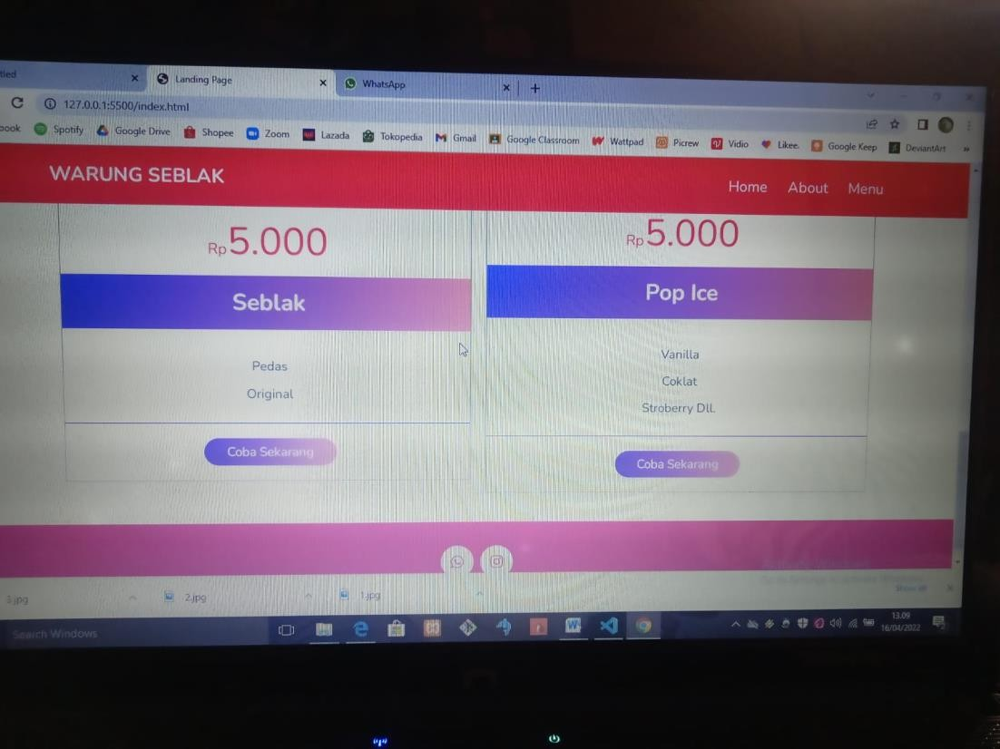 tled
Landing Page
WhatsApp
127.0.0.1:5500/index.html
book Spotify Google Drive Shopee Zoom Lazada Tokopedia Gmail Google Classroom Wattpad Picrew Vidio Likee. Google Keep DeviantArt »
WARUNG SEBLAK
Home About Menu
Rp5.000
Seblak
Pedas
Original
Coba Sekarang
Rp5.000
Pop Ice
Vanilla
Coklat
Stroberry Dll.
Coba Sekarang
3.jpg
2.jpg
1.jpg
Show all
Search Windows
13.09
16/04/2022